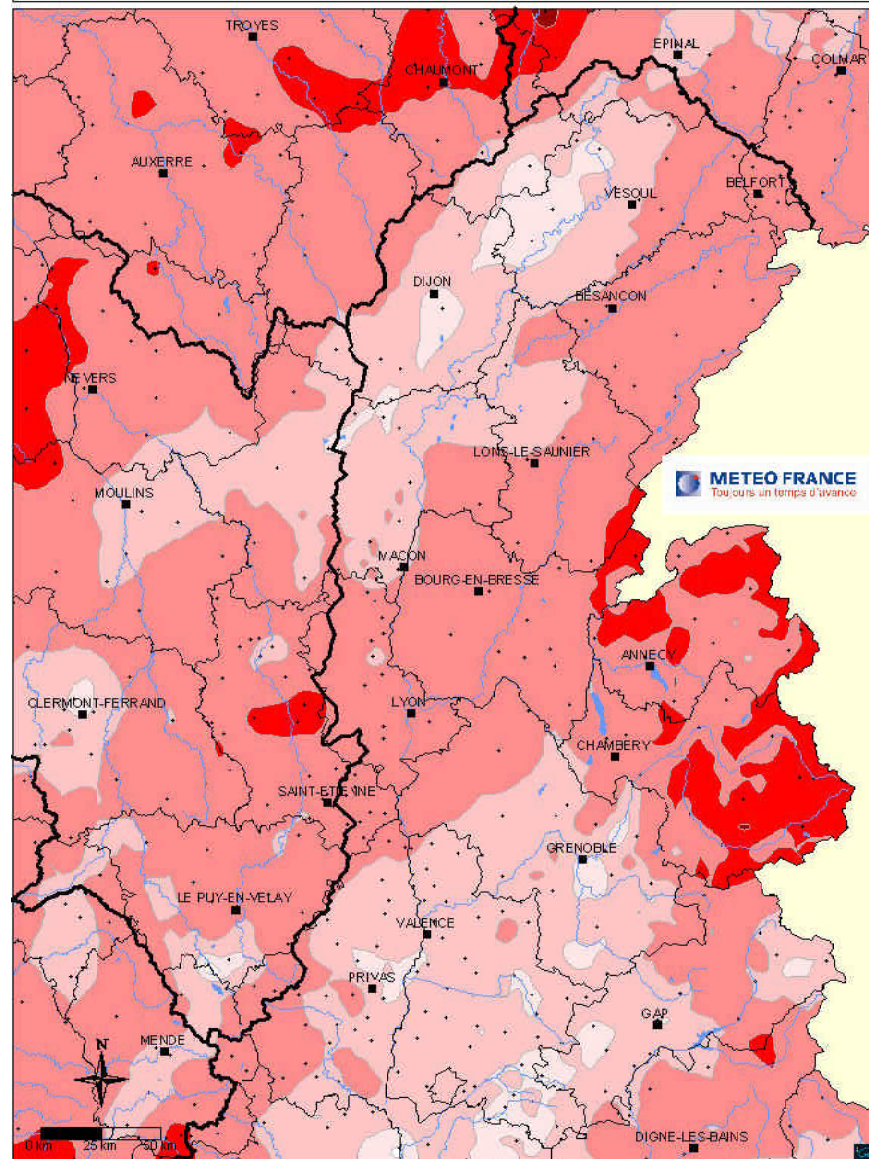 TROYES
EPINAL
CHAUMONT
COLMAR
AUXERRE
BELFORT
VESOUL
DIJON
BESANCON
NEVERS
LONS-LE-SAUNIER
METEO FRANCE
Toujours un temps d'avance
MOULINS
MACON
BOURG-EN-BRESSE
ANNECY
CLERMONT-FERRAND
LYON
CHAMBERY
SAINT-ETIENNE
GRENOBLE
LE PUY-EN-VELAY
VALENCE
PRIVAS
GAP
N
MENDE
0 km 25 km 50 km
DIGNE-LES-BAINS